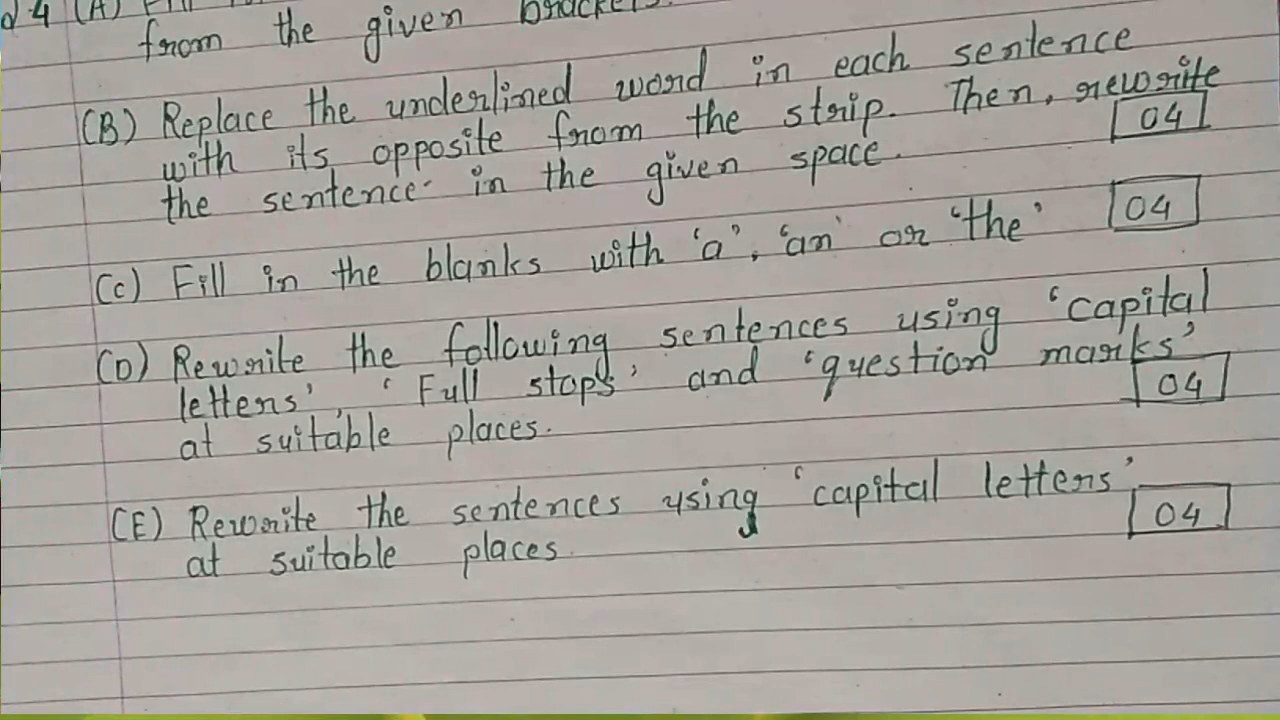 Q4 (A) Fill
from the given brackets.
(B) Replace the underlined word in each sentence
with its opposite from the strip. Then, rewrite
the sentence in the given space. 04
(C) Fill in the blanks with 'a', 'an' or 'the' 04
(D) Rewrite the following sentences using 'capital
letters', 'Full stops' and 'question marks'
at suitable places. 04
(E) Rewrite the sentences using 'capital letters'
at suitable places. 04